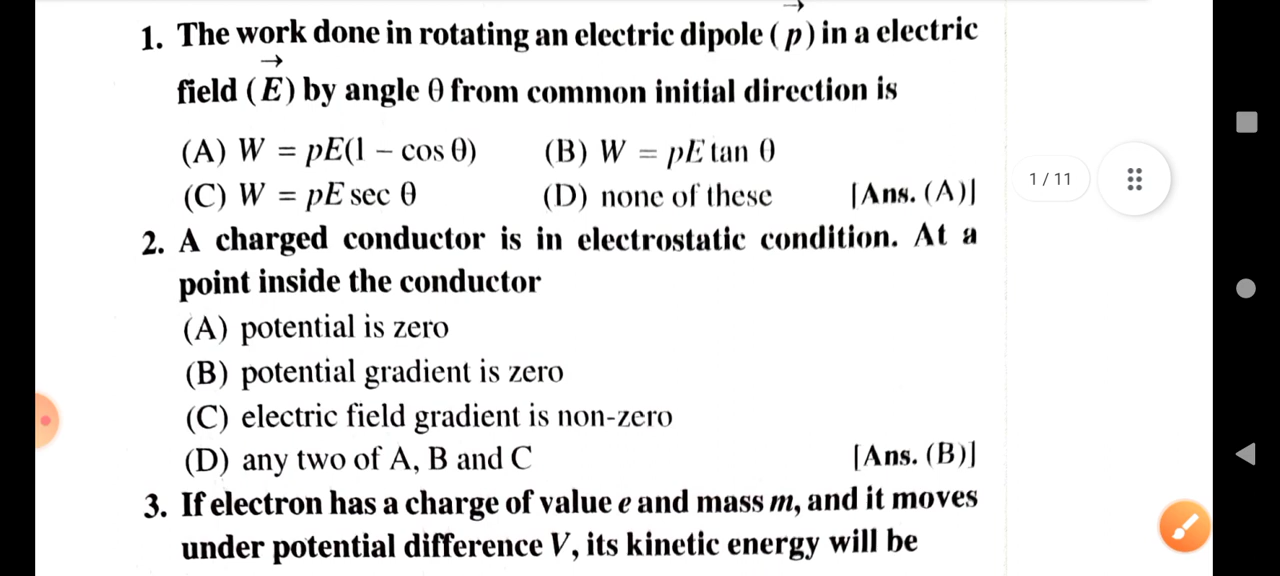 1. The work done in rotating an electric dipole (p⃗) in a electric
field (E⃗) by angle θ from common initial direction is
(A) W = pE(1 – cos θ) (B) W = pE tan θ
(C) W = pE sec θ (D) none of these [Ans. (A)]
2. A charged conductor is in electrostatic condition. At a
point inside the conductor
(A) potential is zero
(B) potential gradient is zero
(C) electric field gradient is non-zero
(D) any two of A, B and C [Ans. (B)]
3. If electron has a charge of value e and mass m, and it moves
under potential difference V, its kinetic energy will be
1 / 11